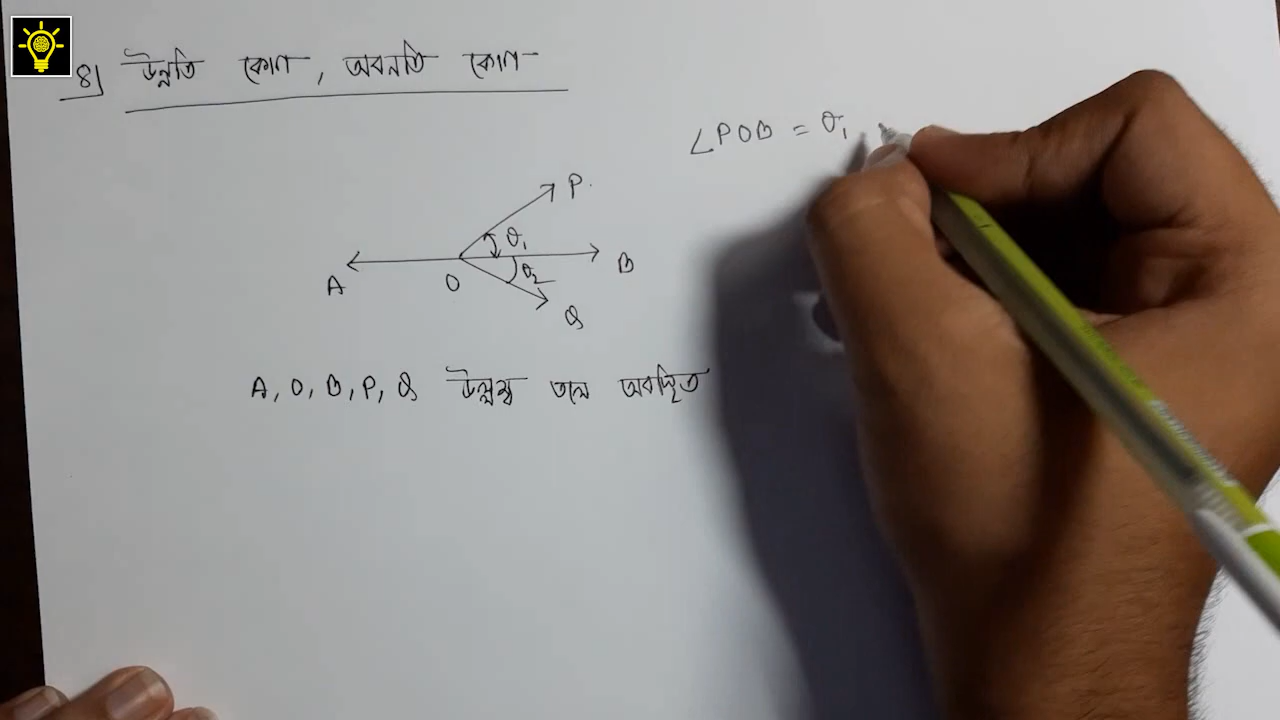 ৪) উন্নতি কোণ, অবনতি কোণ
∠POB = θ₁
P
θ₁
A
O
B
θ₂
Q
A, O, B, P, Q উল্লম্ব তলে অবস্থিত